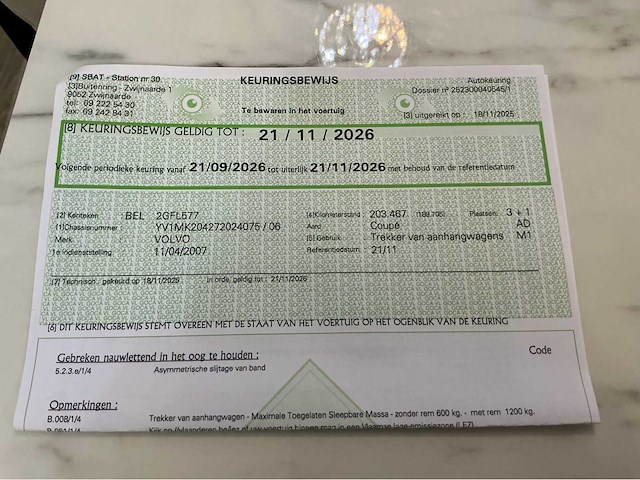 [9] SBAT - Station nr 30
KEURINGSBEWIJS
Autokeuring
[3]Buitenring - Zwijnaarde 1
9052 Zwijnaarde
Dossier n° 252300040545/1
tel: 09 222 54 30
Te bewaren in het voertuig
fax: 09 242 84 31
[3] uitgereikt op : 18/11/2025
[8] KEURINGSBEWIJS GELDIG TOT : 21 / 11 / 2026
Volgende periodieke keuring vanaf 21/09/2026 tot uiterlijk 21/11/2026 met behoud van de referentiedatum
[2] Kenteken : BEL 2GFL577
[4]Kilometerstand : 203.467 Plaatsen: 3 + 1
[1]Chassisnummer : YV1MK204272024075 / 06
Aard : Coupé AD
Merk VOLVO
[5] Gebruik : Trekker van aanhangwagens M1
1e indienststelling 11/04/2007
Referentiedatum : 21/11
[7] Technisch : gekeurd op 18/11/2025 in orde, geldig tot : 21/11/2026
[6] DIT KEURINGSBEWIJS STEMT OVEREEN MET DE STAAT VAN HET VOERTUIG OP HET OGENBLIK VAN DE KEURING
Gebreken nauwlettend in het oog te houden : Code
5.2.3.e/1/4 Asymmetrische slijtage van band
Opmerkingen :
B.008/1/4 Trekker van aanhangwagen - Maximale Toegelaten Sleepbare Massa - zonder rem 600 kg. - met rem 1200 kg.